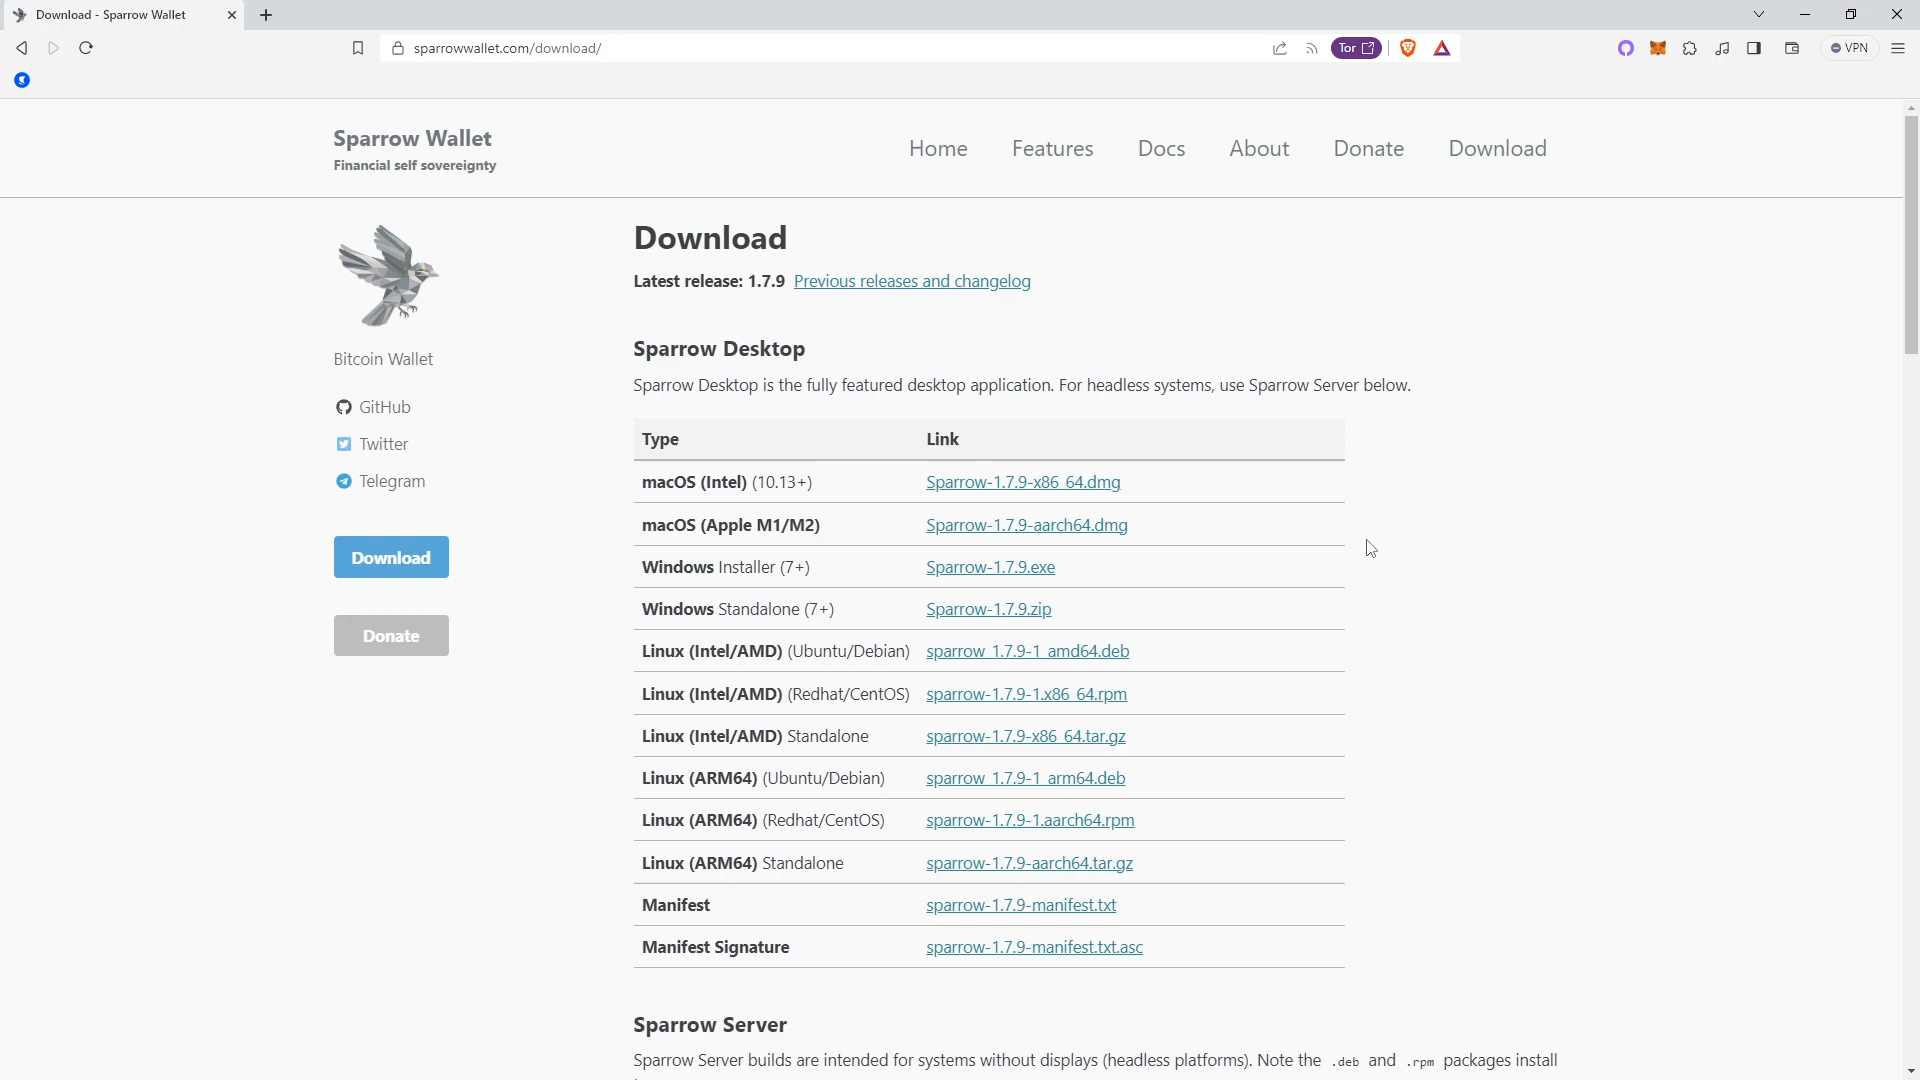 Download - Sparrow Wallet
sparrowwallet.com/download/
Tor
VPN
Sparrow Wallet
Financial self sovereignty
Home Features Docs About Donate Download
Bitcoin Wallet
GitHub
Twitter
Telegram
Download
Donate
Download
Latest release: 1.7.9 Previous releases and changelog
Sparrow Desktop
Sparrow Desktop is the fully featured desktop application. For headless systems, use Sparrow Server below.
Type Link
macOS (Intel) (10.13+) Sparrow-1.7.9-x86_64.dmg
macOS (Apple M1/M2) Sparrow-1.7.9-aarch64.dmg
Windows Installer (7+) Sparrow-1.7.9.exe
Windows Standalone (7+) Sparrow-1.7.9.zip
Linux (Intel/AMD) (Ubuntu/Debian) sparrow_1.7.9-1_amd64.deb
Linux (Intel/AMD) (Redhat/CentOS) sparrow-1.7.9-1.x86_64.rpm
Linux (Intel/AMD) Standalone sparrow-1.7.9-x86_64.tar.gz
Linux (ARM64) (Ubuntu/Debian) sparrow_1.7.9-1_arm64.deb
Linux (ARM64) (Redhat/CentOS) sparrow-1.7.9-1.aarch64.rpm
Linux (ARM64) Standalone sparrow-1.7.9-aarch64.tar.gz
Manifest sparrow-1.7.9-manifest.txt
Manifest Signature sparrow-1.7.9-manifest.txt.asc
Sparrow Server
Sparrow Server builds are intended for systems without displays (headless platforms). Note the .deb and .rpm packages install